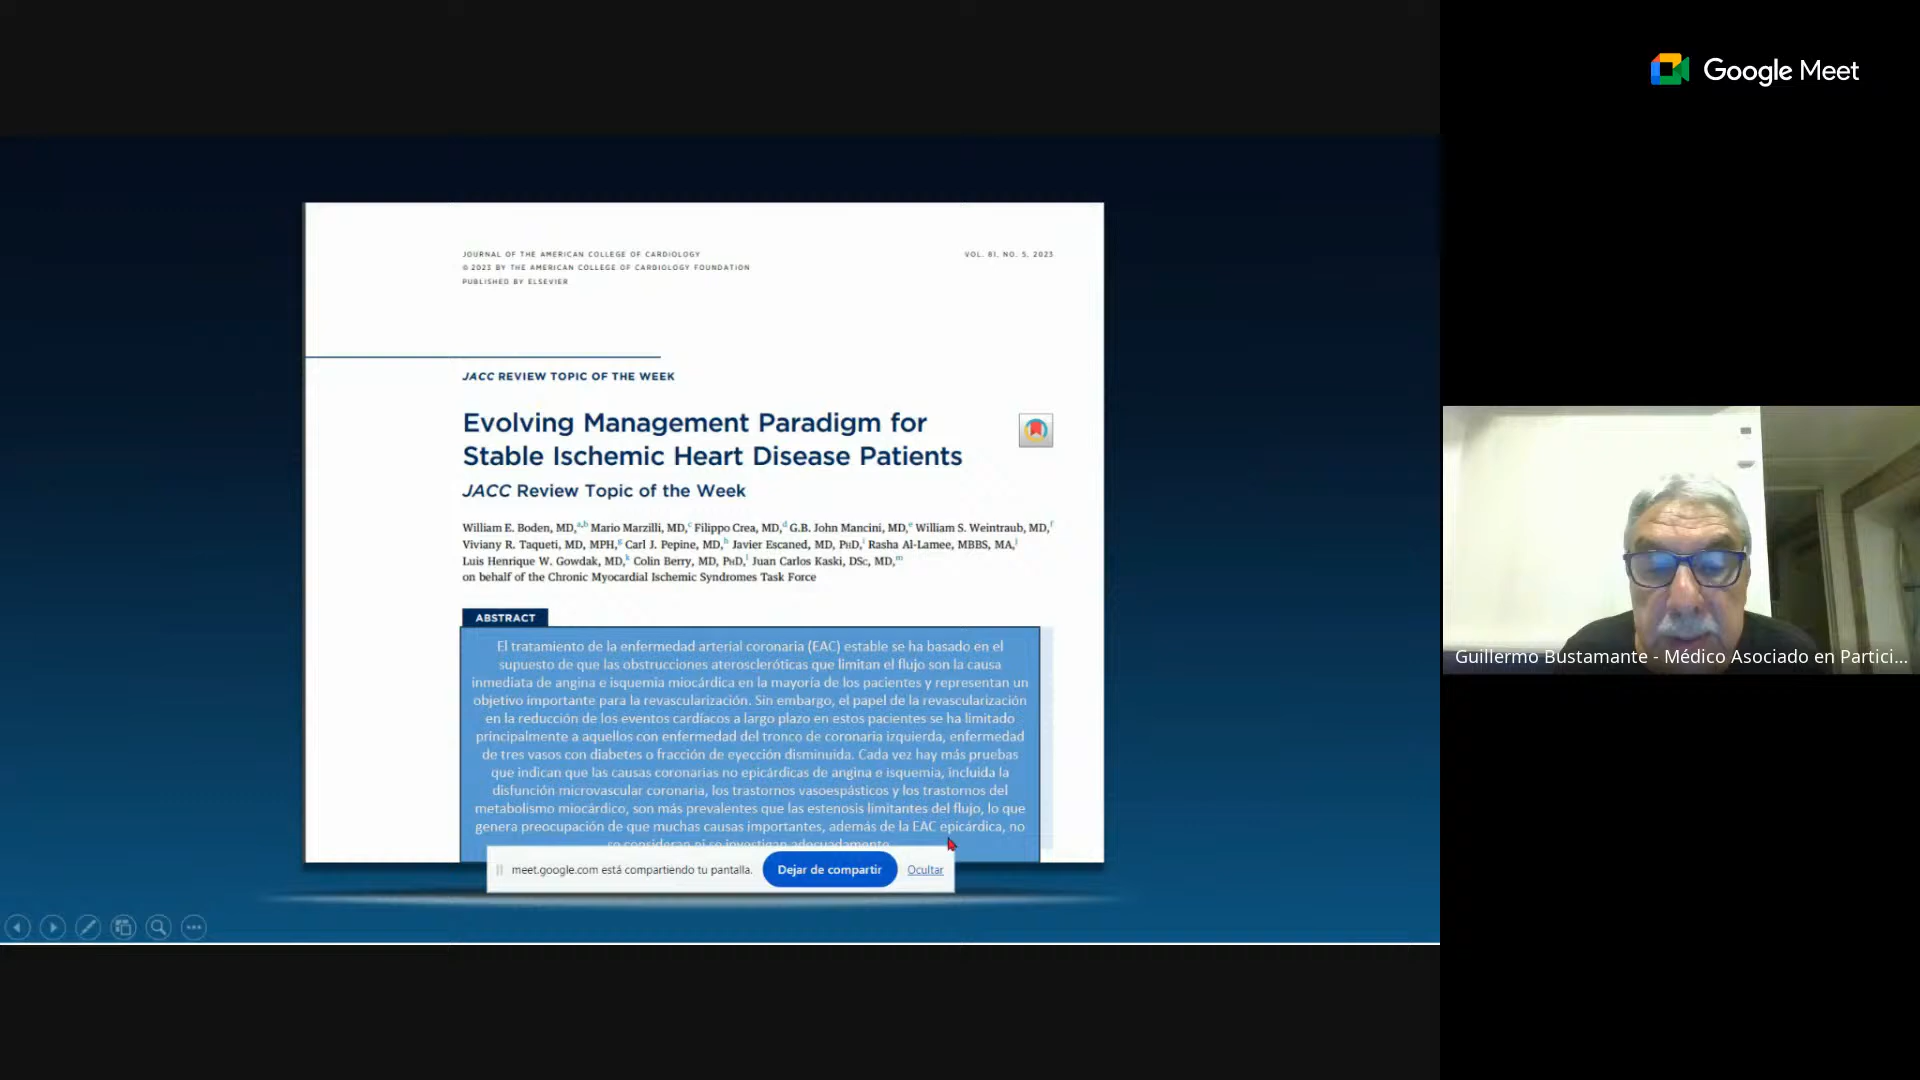 Google Meet
JOURNAL OF THE AMERICAN COLLEGE OF CARDIOLOGY
VOL. 81, NO. 5, 2023
© 2023 BY THE AMERICAN COLLEGE OF CARDIOLOGY FOUNDATION
PUBLISHED BY ELSEVIER
JACC REVIEW TOPIC OF THE WEEK
Evolving Management Paradigm for
Stable Ischemic Heart Disease Patients
JACC Review Topic of the Week
William E. Boden, MD,a,b Mario Marzilli, MD,c Filippo Crea, MD,d G.B. John Mancini, MD,e William S. Weintraub, MD,f
Viviany R. Taqueti, MD, MPH,g Carl J. Pepine, MD,h Javier Escaned, MD, PhD,i Rasha Al-Lamee, MBBS, MA,j
Luis Henrique W. Gowdak, MD,k Colin Berry, MD, PhD,l Juan Carlos Kaski, DSc, MD,m
on behalf of the Chronic Myocardial Ischemic Syndromes Task Force
ABSTRACT
El tratamiento de la enfermedad arterial coronaria (EAC) estable se ha basado en el
supuesto de que las obstrucciones ateroscleróticas que limitan el flujo son la causa
inmediata de angina e isquemia miocárdica en la mayoría de los pacientes y representan un
objetivo importante para la revascularización. Sin embargo, el papel de la revascularización
en la reducción de los eventos cardíacos a largo plazo en estos pacientes se ha limitado
principalmente a aquellos con enfermedad del tronco de coronaria izquierda, enfermedad
de tres vasos con diabetes o fracción de eyección disminuida. Cada vez hay más pruebas
que indican que las causas coronarias no epicárdicas de angina e isquemia, incluida la
disfunción microvascular coronaria, los trastornos vasoespásticos y los trastornos del
metabolismo miocárdico, son más prevalentes que las estenosis limitantes del flujo, lo que
genera preocupación de que muchas causas importantes, además de la EAC epicárdica, no
se consideran ni se investigan adecuadamente.
meet.google.com está compartiendo tu pantalla.
Dejar de compartir
Ocultar
Guillermo Bustamante - Médico Asociado en Partici...